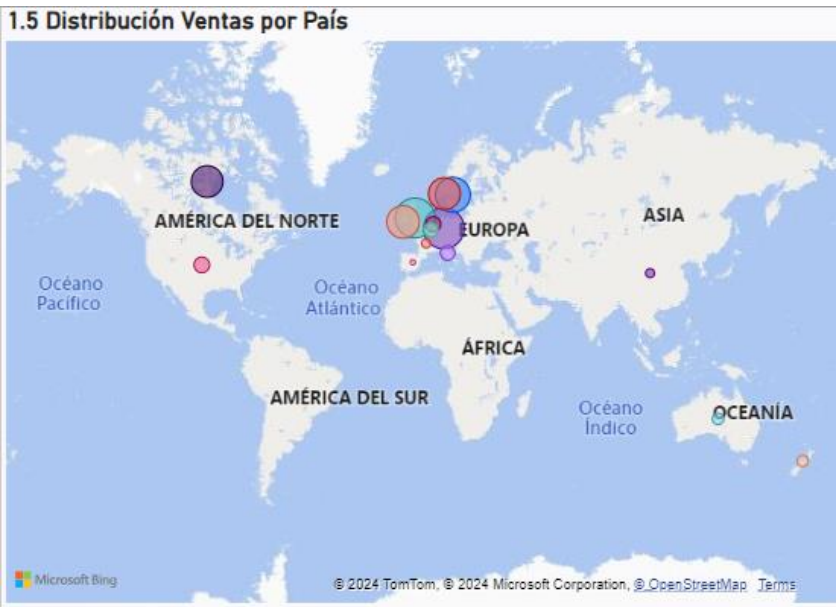 1.5 Distribución Ventas por País
AMÉRICA DEL NORTE
EUROPA
ASIA
Océano
Pacífico
Océano
Atlántico
ÁFRICA
AMÉRICA DEL SUR
Océano
Índico
OCEANÍA
Microsoft Bing
© 2024 TomTom, © 2024 Microsoft Corporation, © OpenStreetMap Terms